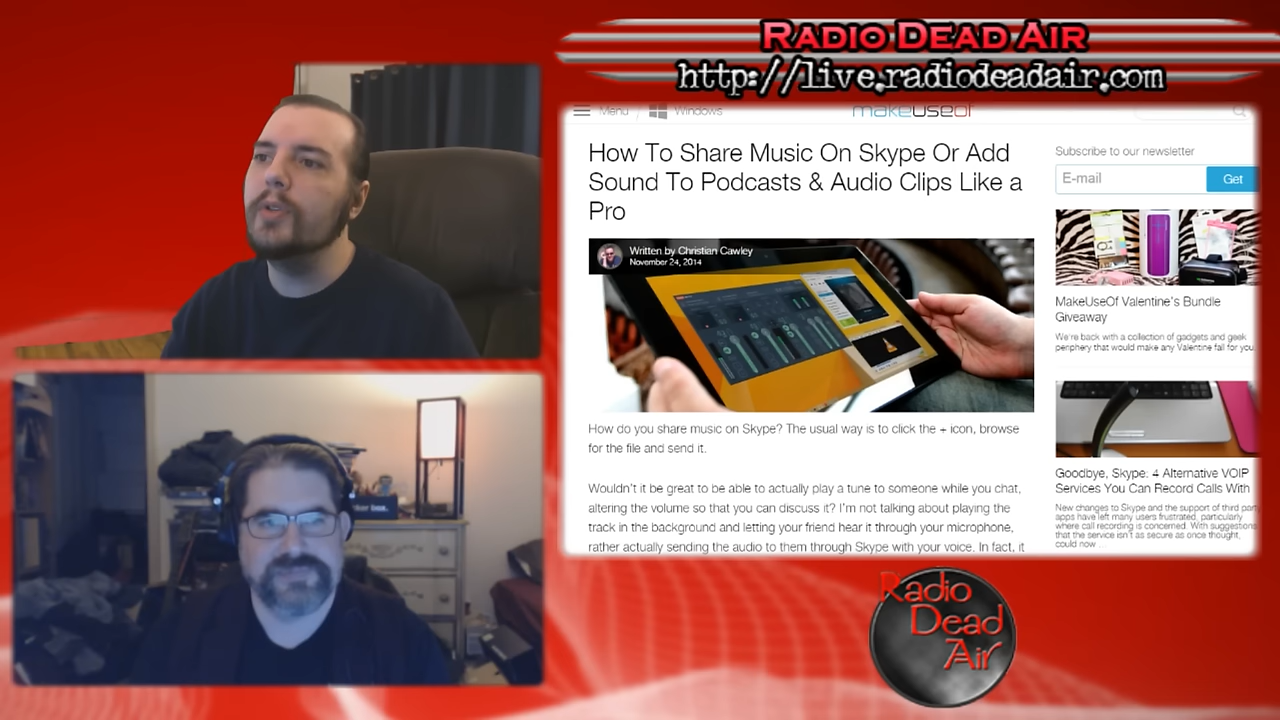 Radio Dead Air
http://live.radiodeadair.com
Menu / Windows
makeuseof
How To Share Music On Skype Or Add
Sound To Podcasts & Audio Clips Like a
Pro
Written by Christian Cawley
November 24, 2014
How do you share music on Skype? The usual way is to click the + icon, browse
for the file and send it.
Wouldn't it be great to be able to actually play a tune to someone while you chat,
altering the volume so that you can discuss it? I'm not talking about playing the
track in the background and letting your friend hear it through your microphone,
rather actually sending the audio to them through Skype with your voice. In fact, it
Subscribe to our newsletter
E-mail
Get
MakeUseOf Valentine's Bundle
Giveaway
We're back with a collection of gadgets and geek
periphery that would make any Valentine fall for you.
Goodbye, Skype: 4 Alternative VOIP
Services You Can Record Calls With
New changes to Skype and the support of third party
apps have left many users frustrated, particularly
where call recording is concerned. With suggestions
that the service isn't as secure as once thought,
could now ...
Radio
Dead
Air